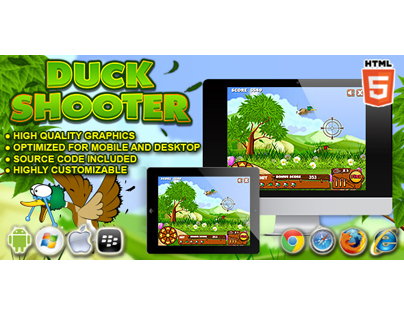 DUCK
SHOOTER
HTML
5
• HIGH QUALITY GRAPHICS
• OPTIMIZED FOR MOBILE AND DESKTOP
• SOURCE CODE INCLUDED
• HIGHLY CUSTOMIZABLE
BONUS SCORE